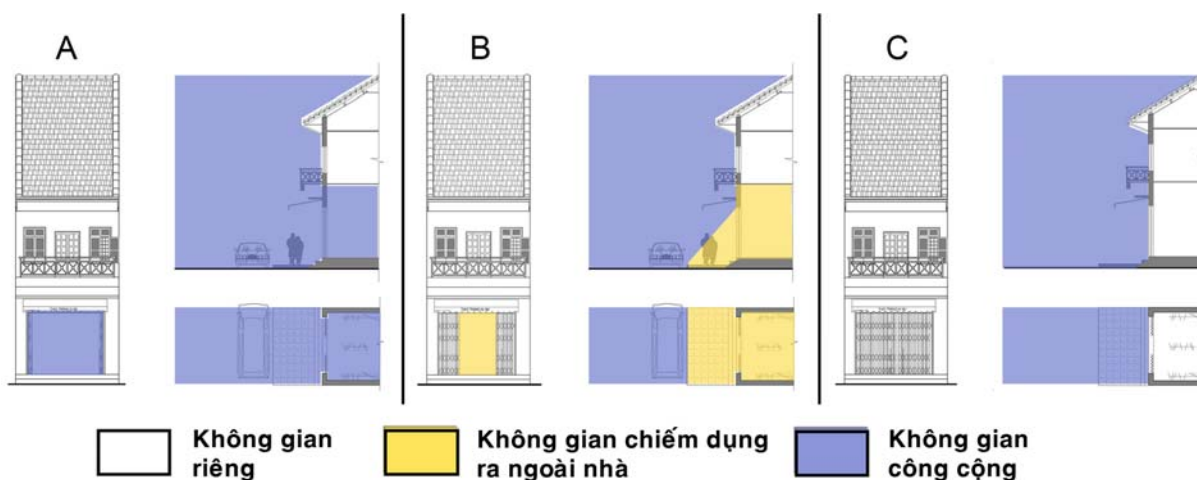 A
B
C
Không gian
riêng
Không gian chiếm dụng
ra ngoài nhà
Không gian
công cộng